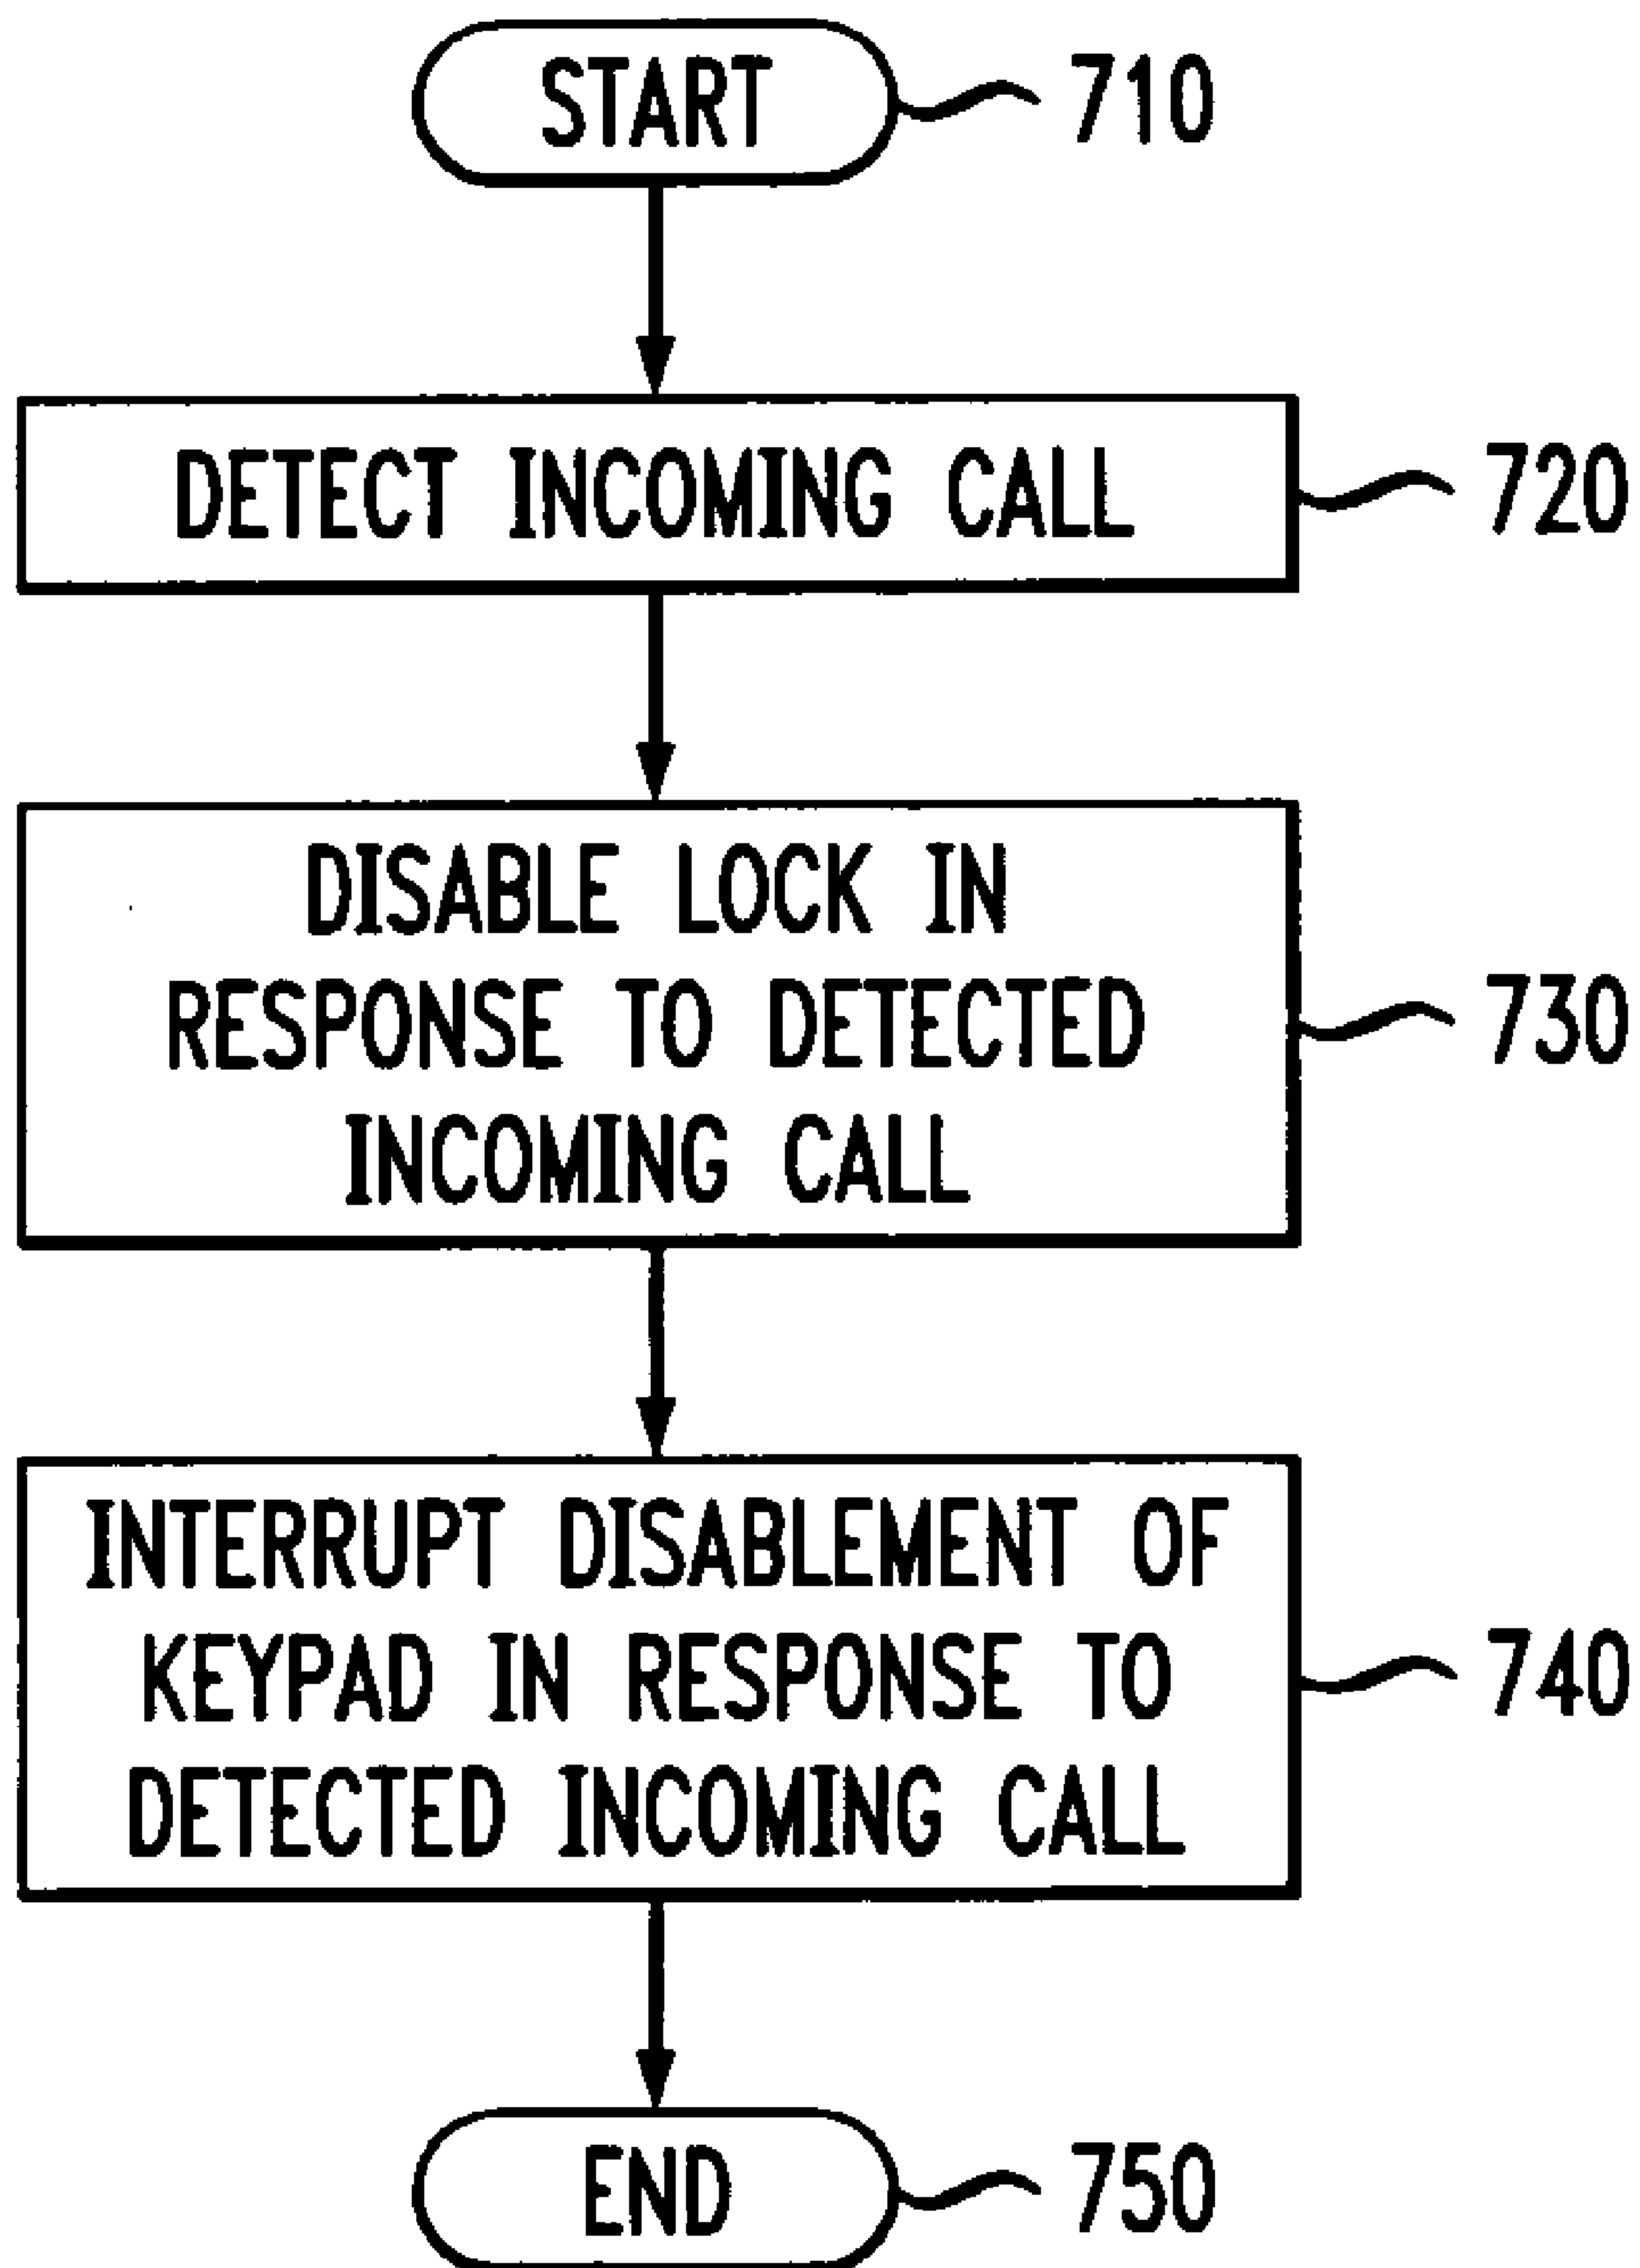 START
710
DETECT INCOMING CALL
720
DISABLE LOCK IN
RESPONSE TO DETECTED
INCOMING CALL
730
INTERRUPT DISABLEMENT OF
KEYPAD IN RESPONSE TO
DETECTED INCOMING CALL
740
END
750